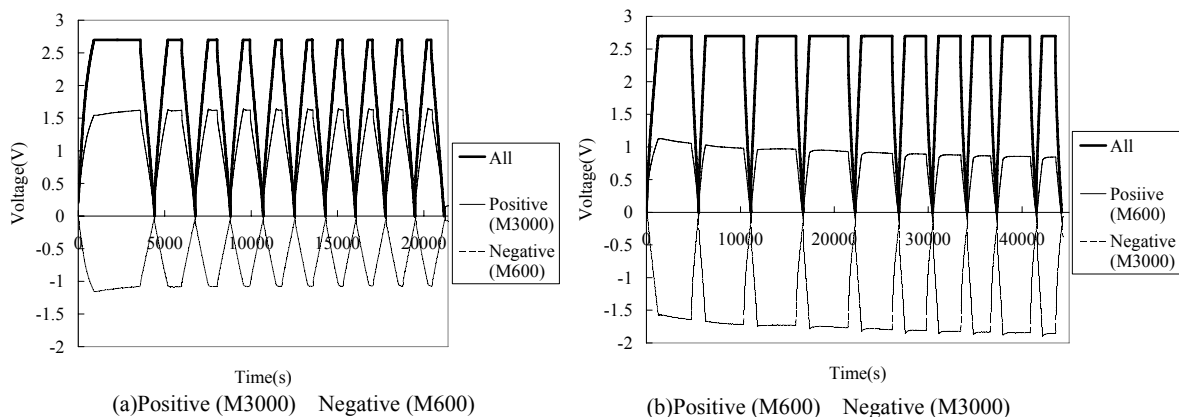 3
2.5
2
1.5
1
0.5
0
-0.5
-1
-1.5
-2
Voltage(V)
0 5000 10000 15000 20000
Time(s)
All
Positive
(M3000)
Negative
(M600)
(a)Positive (M3000) Negative (M600)
3
2.5
2
1.5
1
0.5
0
-0.5
-1
-1.5
-2
Voltage(V)
0 10000 20000 30000 40000
Time(s)
All
Posiive
(M600)
Negative
(M3000)
(b)Positive (M600) Negative (M3000)